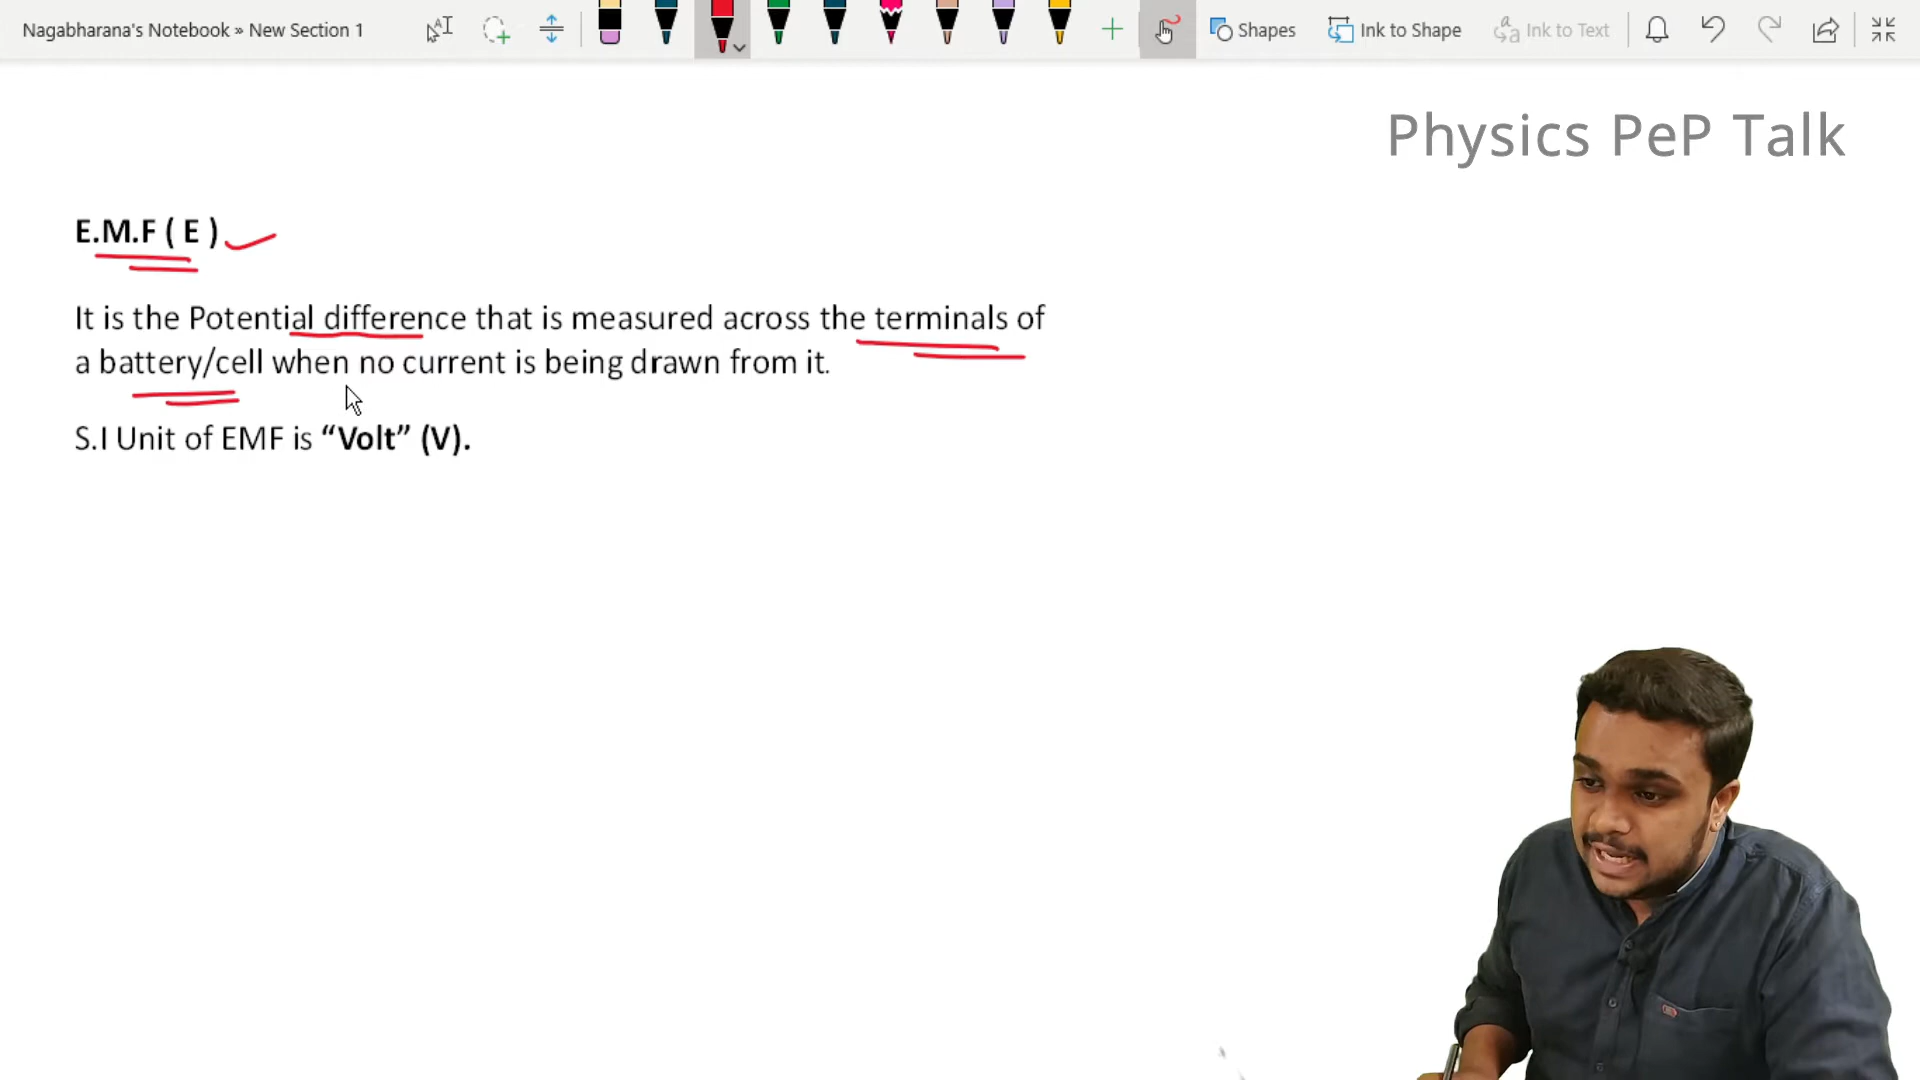 Nagabharana's Notebook » New Section 1
Shapes
Ink to Shape
Ink to Text
Physics PeP Talk
E.M.F ( E )
It is the Potential difference that is measured across the terminals of
a battery/cell when no current is being drawn from it.
S.I Unit of EMF is “Volt” (V).